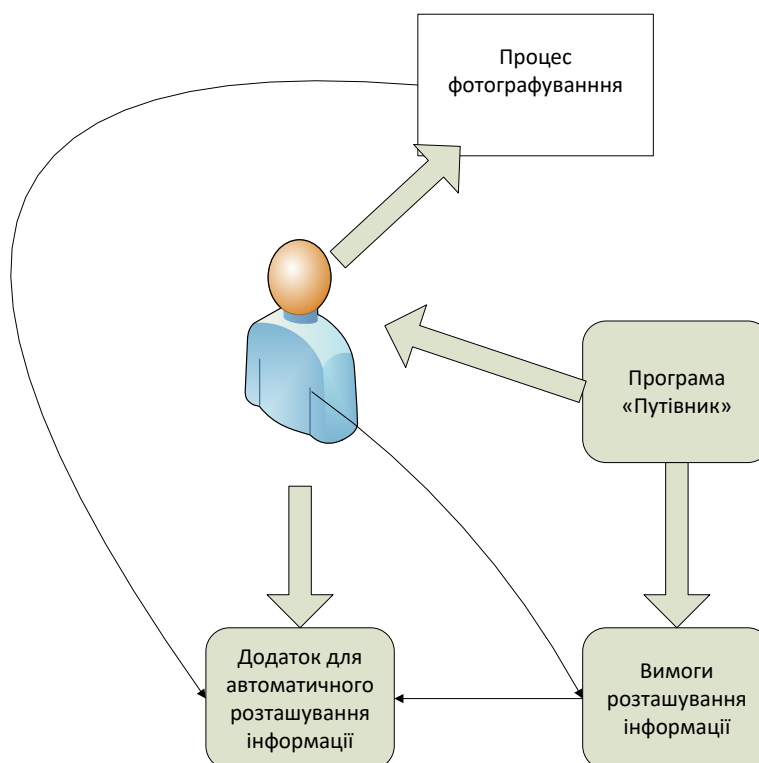 Процес
фотографуванння
Програма
«Путівник»
Додаток для
автоматичного
розташування
інформації
Вимоги
розташування
інформації